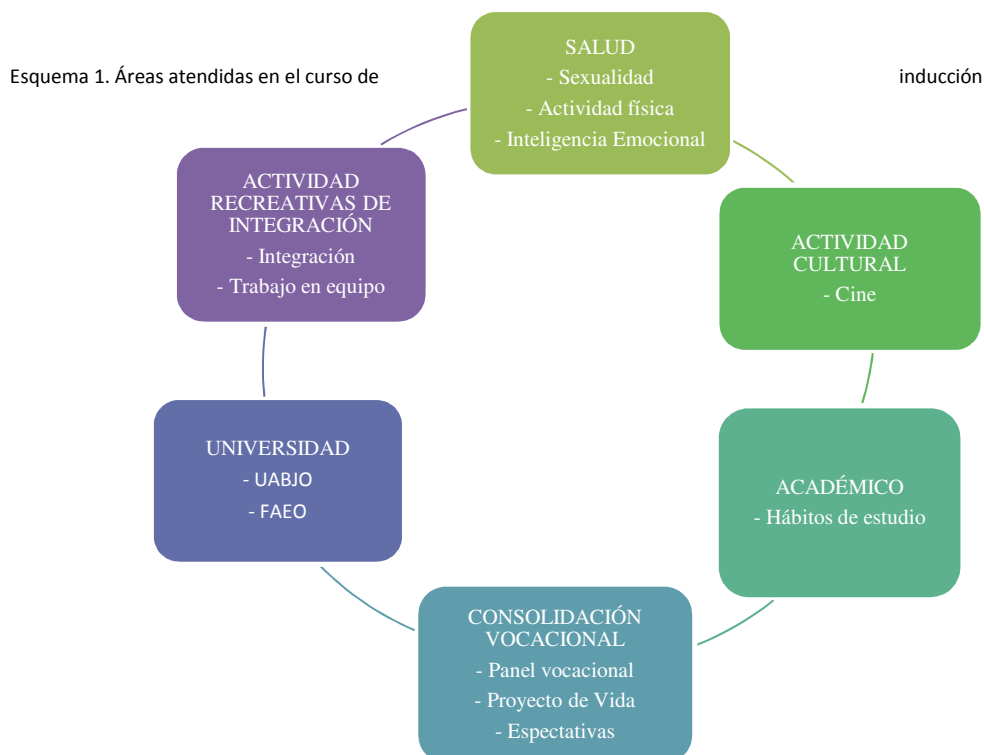 Esquema 1. Áreas atendidas en el curso de inducción
SALUD
- Sexualidad
- Actividad física
- Inteligencia Emocional
ACTIVIDAD
CULTURAL
- Cine
ACADÉMICO
- Hábitos de estudio
CONSOLIDACIÓN
VOCACIONAL
- Panel vocacional
- Proyecto de Vida
- Espectativas
UNIVERSIDAD
- UABJO
- FAEO
ACTIVIDAD
RECREATIVAS DE
INTEGRACIÓN
- Integración
- Trabajo en equipo